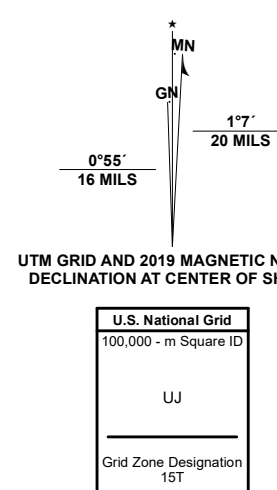 ★
MN
GN
1°7´
20 MILS
0°55´
16 MILS
UTM GRID AND 2019 MAGNETIC N
DECLINATION AT CENTER OF SH
U.S. National Grid
100,000 - m Square ID
UJ
Grid Zone Designation
15T